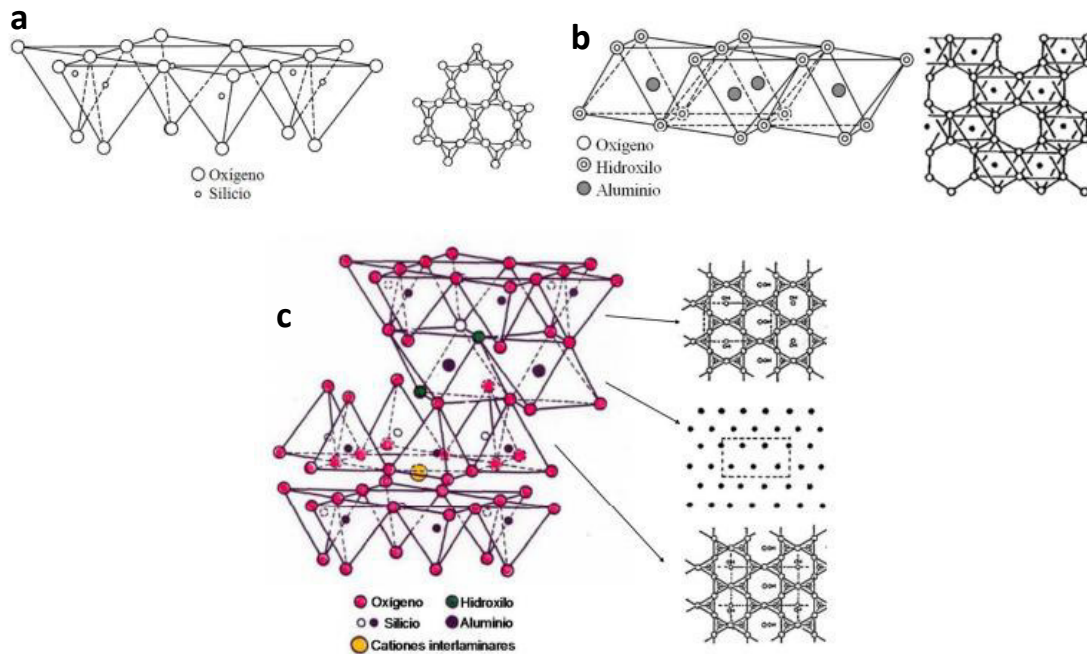 a
Oxígeno
Silicio
b
Oxígeno
Hidroxilo
Aluminio
c
Oxígeno Hidroxilo
Silicio Aluminio
Cationes interlaminares